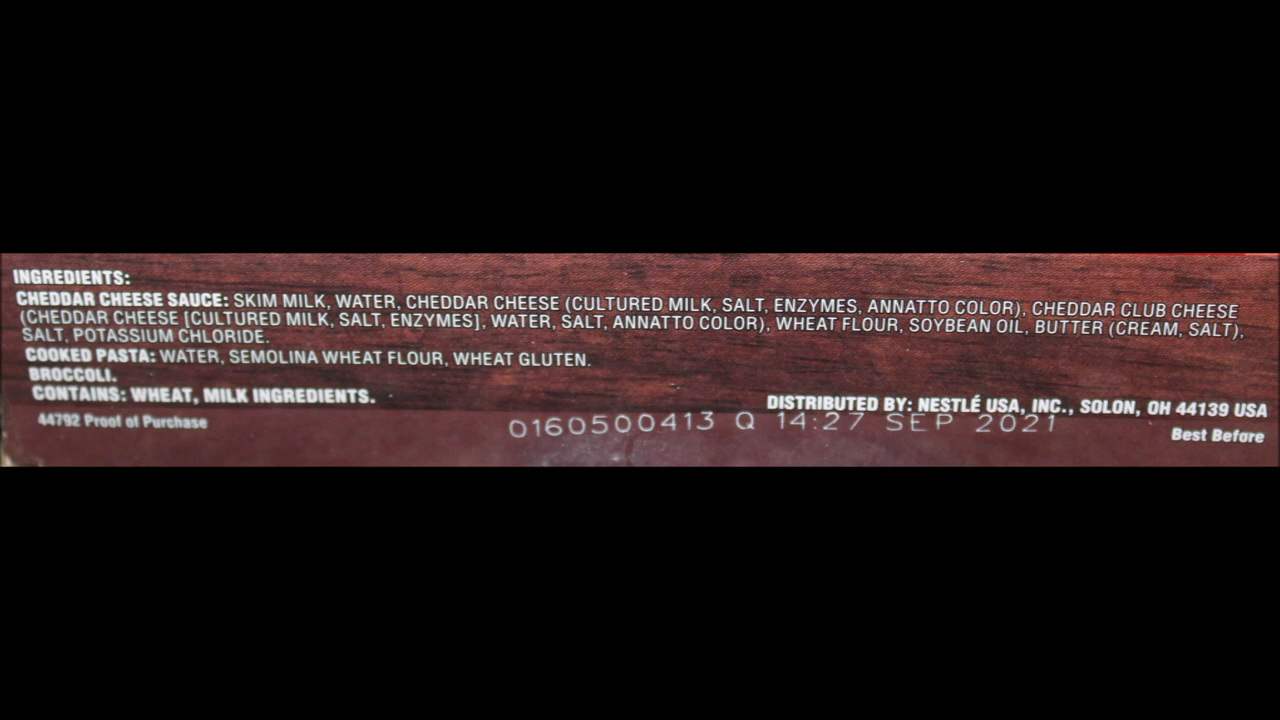 INGREDIENTS:
CHEDDAR CHEESE SAUCE: SKIM MILK, WATER, CHEDDAR CHEESE (CULTURED MILK, SALT, ENZYMES, ANNATTO COLOR), CHEDDAR CLUB CHEESE
(CHEDDAR CHEESE [CULTURED MILK, SALT, ENZYMES], WATER, SALT, ANNATTO COLOR), WHEAT FLOUR, SOYBEAN OIL, BUTTER (CREAM, SALT),
SALT, POTASSIUM CHLORIDE.
COOKED PASTA: WATER, SEMOLINA WHEAT FLOUR, WHEAT GLUTEN.
BROCCOLI.
CONTAINS: WHEAT, MILK INGREDIENTS.
DISTRIBUTED BY: NESTLÉ USA, INC., SOLON, OH 44139 USA
44792 Proof of Purchase
0160500413 Q 14:27 SEP 2021
Best Before